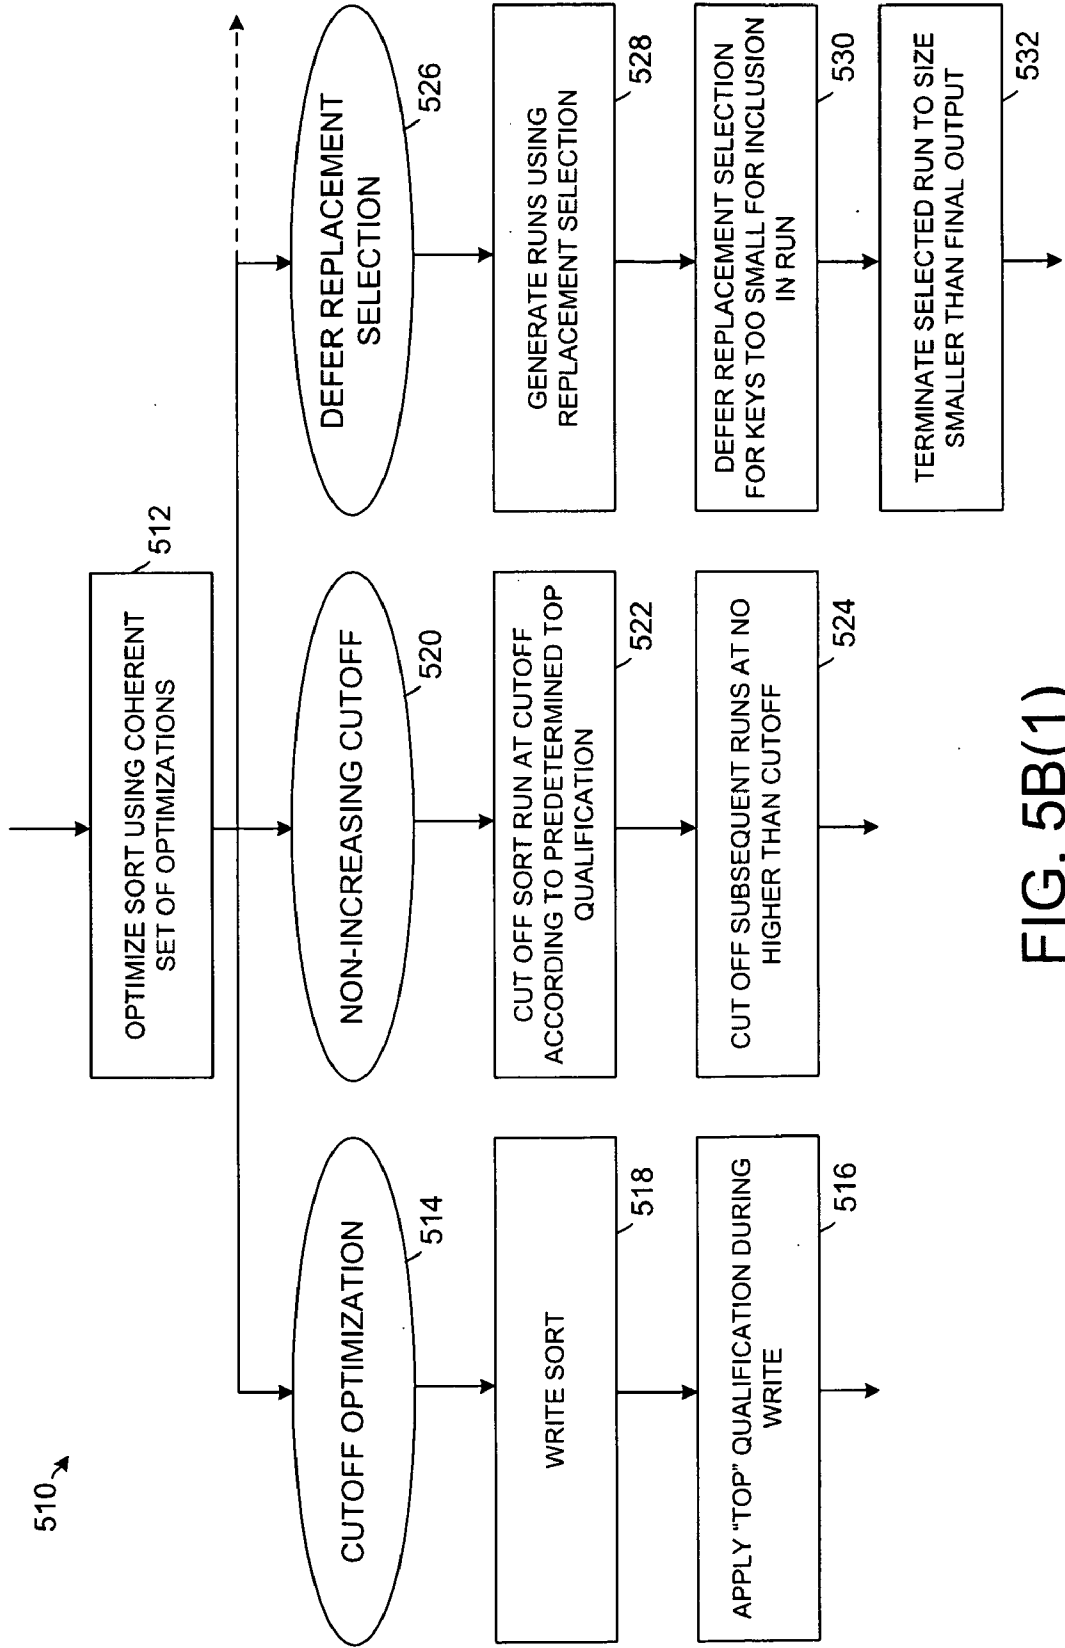 510
OPTIMIZE SORT USING COHERENT
SET OF OPTIMIZATIONS
512
CUTOFF OPTIMIZATION
514
WRITE SORT
518
APPLY "TOP" QUALIFICATION DURING
WRITE
516
NON-INCREASING CUTOFF
520
CUT OFF SORT RUN AT CUTOFF
ACCORDING TO PREDETERMINED TOP
QUALIFICATION
522
CUT OFF SUBSEQUENT RUNS AT NO
HIGHER THAN CUTOFF
524
DEFER REPLACEMENT
SELECTION
526
GENERATE RUNS USING
REPLACEMENT SELECTION
528
DEFER REPLACEMENT SELECTION
FOR KEYS TOO SMALL FOR INCLUSION
IN RUN
530
TERMINATE SELECTED RUN TO SIZE
SMALLER THAN FINAL OUTPUT
532
FIG. 5B(1)